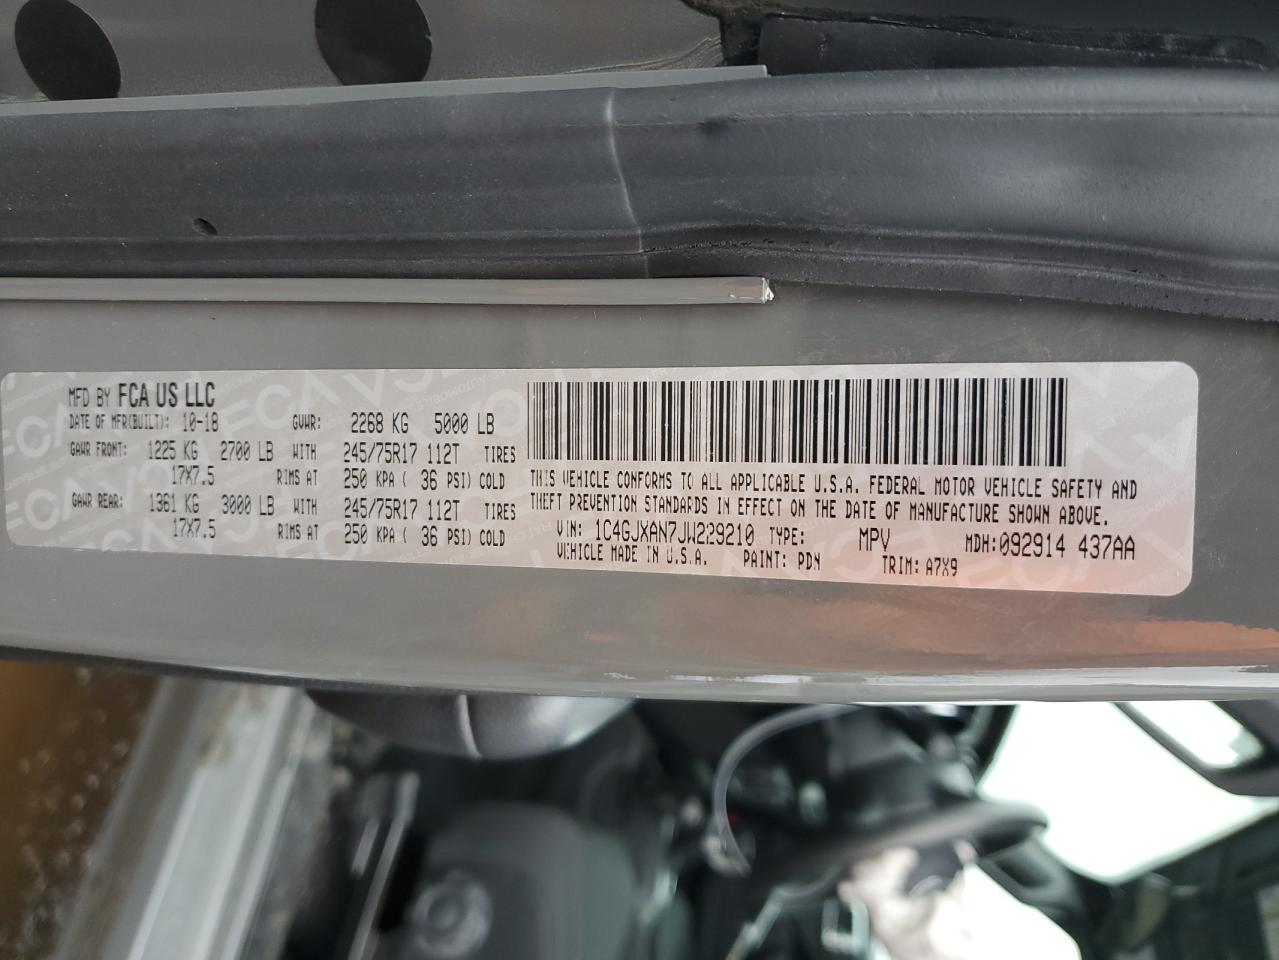 MFD BY FCA US LLC
DATE OF MFR(BUILT): 10-18 GVWR: 2268 KG 5000 LB
GAWR FRONT: 1225 KG 2700 LB WITH 245/75R17 112T TIRES
17X7.5 RIMS AT 250 KPA ( 36 PSI) COLD
GAWR REAR: 1361 KG 3000 LB WITH 245/75R17 112T TIRES
17X7.5 RIMS AT 250 KPA ( 36 PSI) COLD
THIS VEHICLE CONFORMS TO ALL APPLICABLE U.S.A. FEDERAL MOTOR VEHICLE SAFETY AND
THEFT PREVENTION STANDARDS IN EFFECT ON THE DATE OF MANUFACTURE SHOWN ABOVE.
VIN: 1C4GJXAN7JW229210 TYPE: MPV MDH:092914 437AA
VEHICLE MADE IN U.S.A. PAINT: PDN TRIM: A7X9